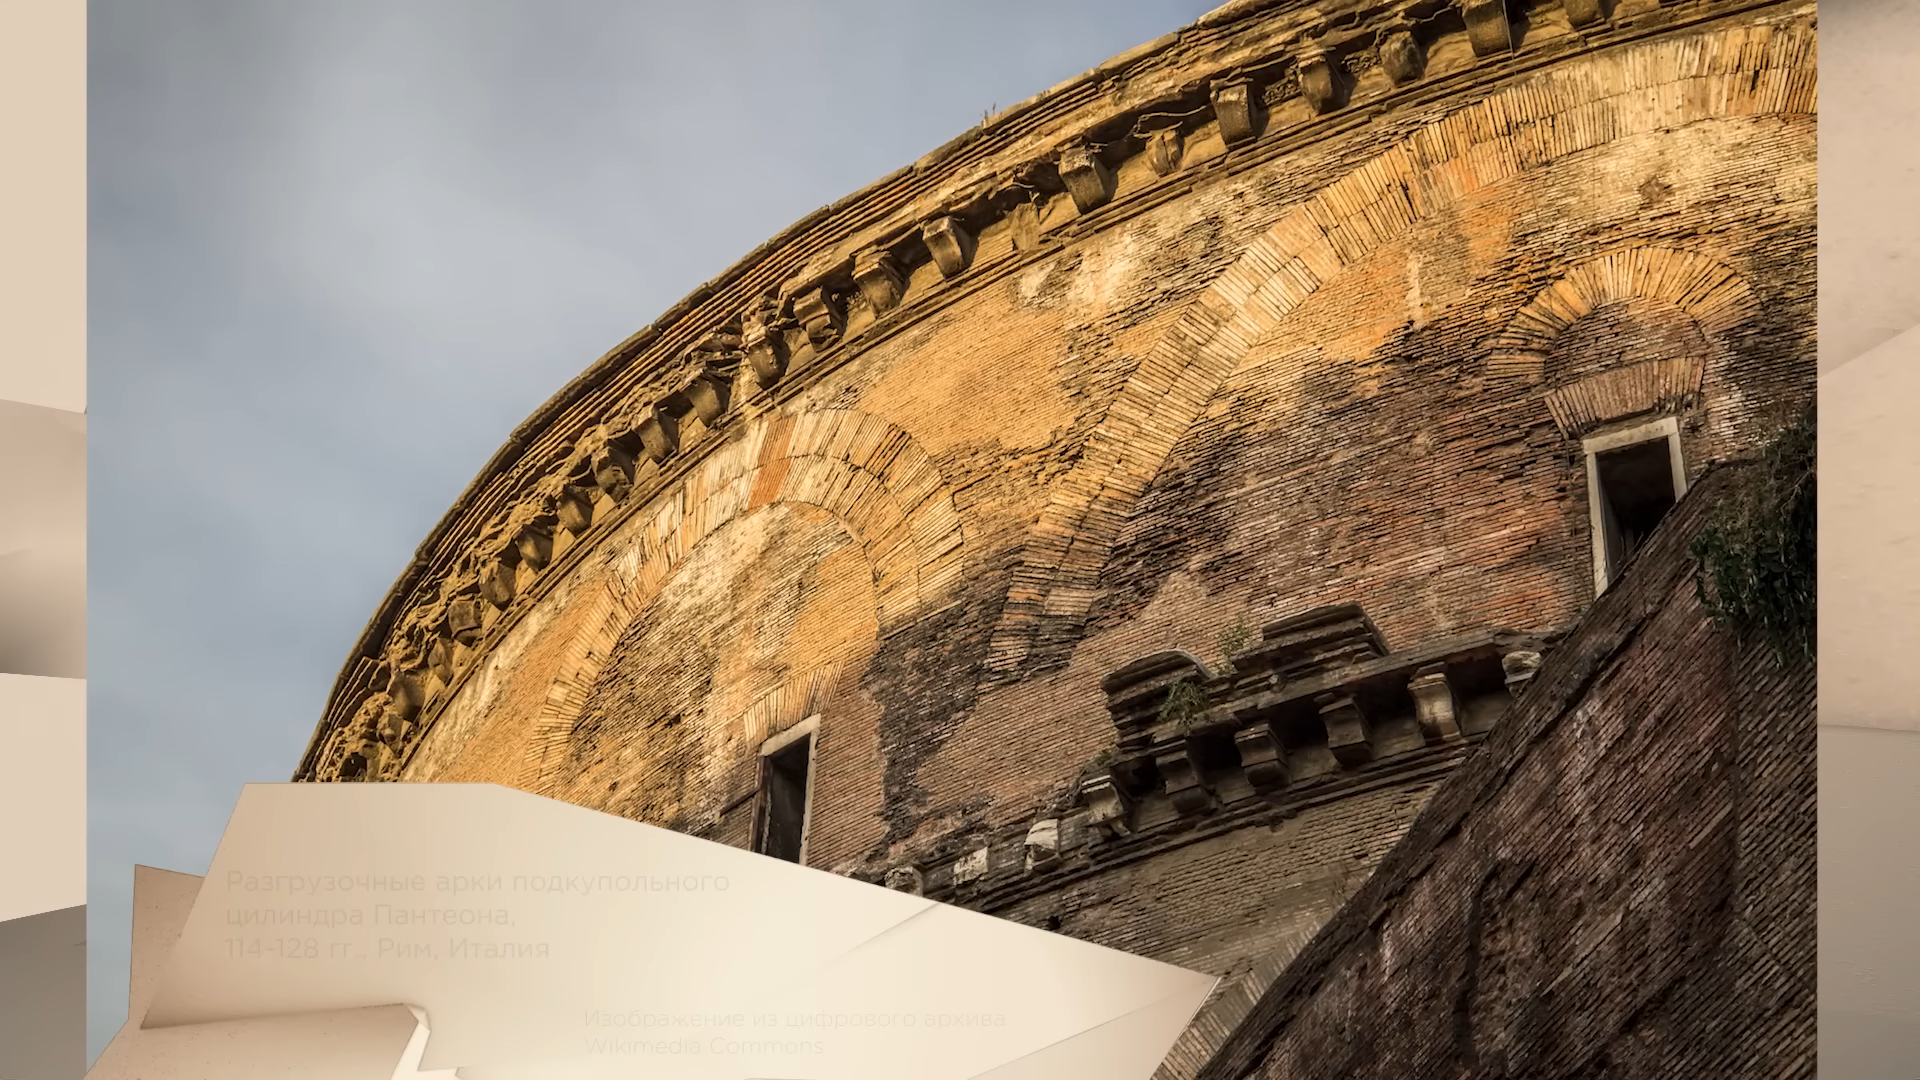 Разгрузочные арки подкупольного
цилиндра Пантеона,
114-128 гг., Рим, Италия
Изображение из цифрового архива
Wikimedia Commons